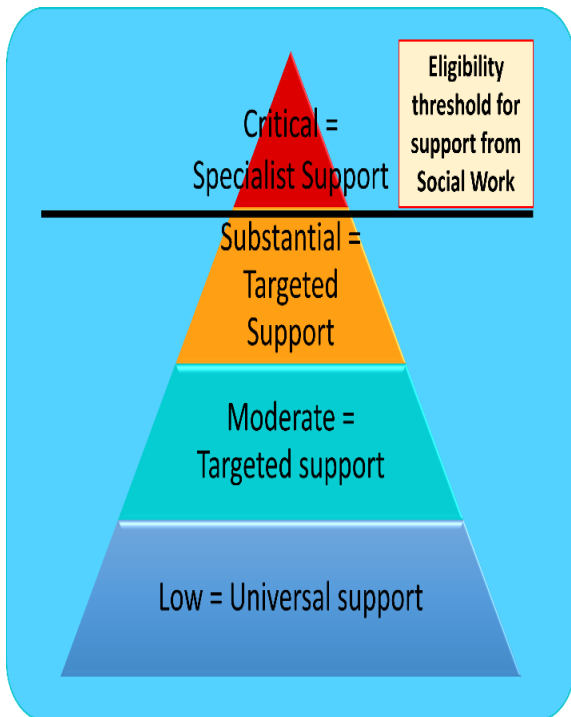 Eligibility
threshold for
support from
Social Work
Critical =
Specialist Support
Substantial =
Targeted
Support
Moderate =
Targeted support
Low = Universal support